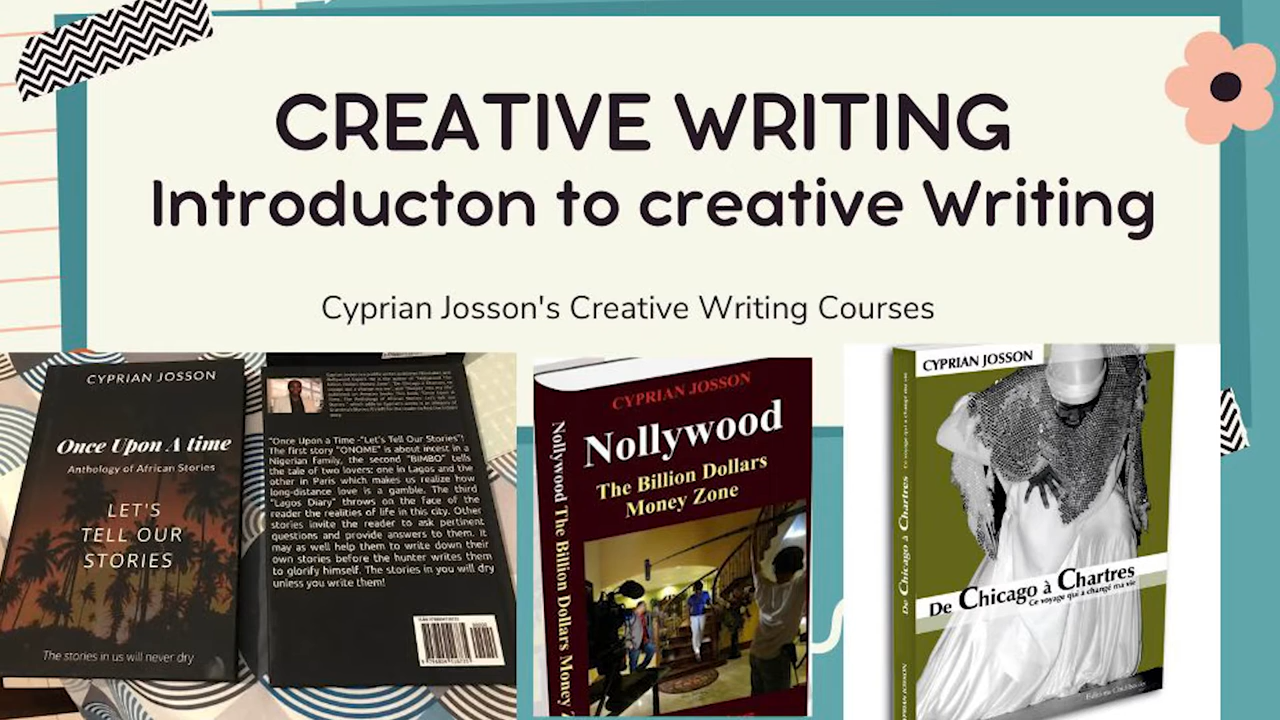 CREATIVE WRITING
Introducton to creative Writing
Cyprian Josson's Creative Writing Courses
CYPRIAN JOSSON
Once Upon A time
Anthology of African Stories
LET'S
TELL OUR
STORIES
The stories in us will never dry
"Once Upon a Time -"Let's Tell Our Stories"!
The first story "ONOME" is about incest in a
Nigerian family, the second "BIMBO" tells
the tale of two lovers: one in Lagos and the
other in Paris which makes us realize how
long-distance love is a gamble. The third
"Lagos Diary" throws on the face of the
reader the realities of life in this city. Other
stories invite the reader to ask pertinent
questions and provide answers to them. It
may as well help them to write down their
own stories before the hunter writes them
to glorify himself. The stories in you will dry
unless you write them!
CYPRIAN JOSSON
Nollywood
The Billion Dollars
Money Zone
Nollywood The Billion Dollars Money
CYPRIAN JOSSON
De Chicago à Chartres
Ce voyage qui a changé ma vie
De Chicago à Chartres
Ce voyage qui a changé ma vie
CYPRIAN JOSSON